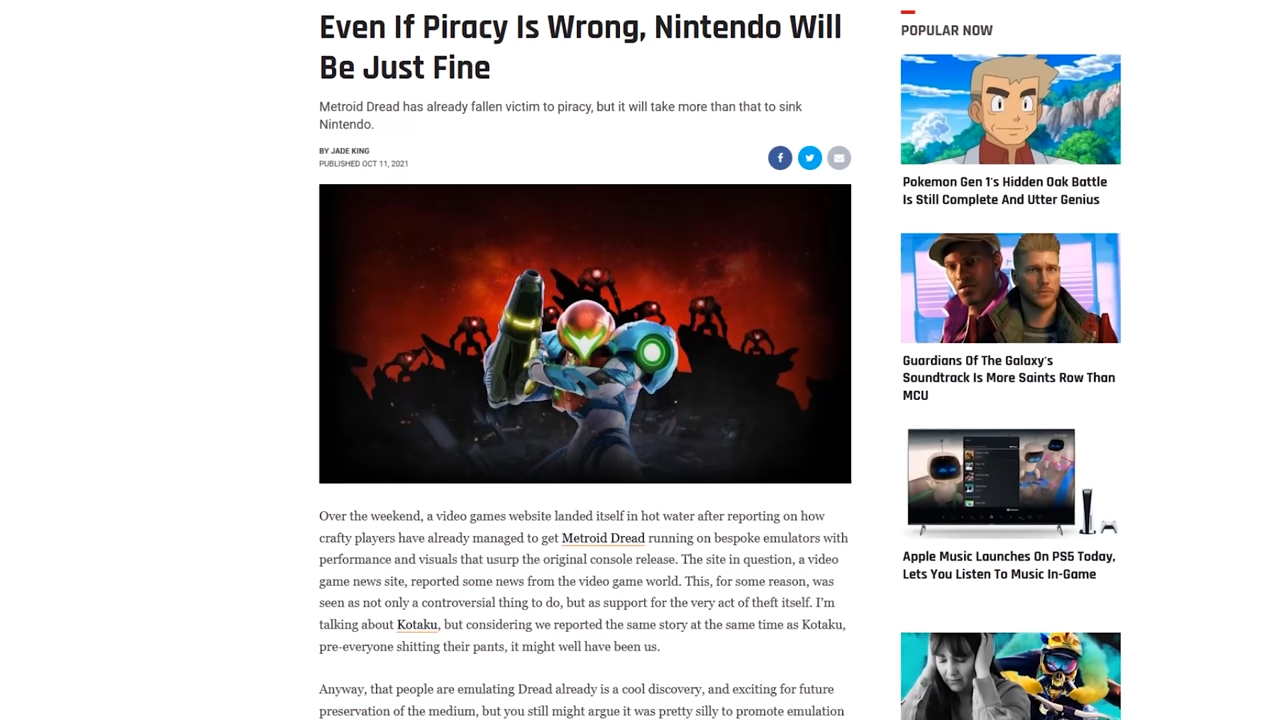 Even If Piracy Is Wrong, Nintendo Will
Be Just Fine
Metroid Dread has already fallen victim to piracy, but it will take more than that to sink
Nintendo.
BY JADE KING
PUBLISHED OCT 11, 2021
Over the weekend, a video games website landed itself in hot water after reporting on how
crafty players have already managed to get Metroid Dread running on bespoke emulators with
performance and visuals that usurp the original console release. The site in question, a video
game news site, reported some news from the video game world. This, for some reason, was
seen as not only a controversial thing to do, but as support for the very act of theft itself. I'm
talking about Kotaku, but considering we reported the same story at the same time as Kotaku,
pre-everyone shitting their pants, it might well have been us.
Anyway, that people are emulating Dread already is a cool discovery, and exciting for future
preservation of the medium, but you still might argue it was pretty silly to promote emulation
POPULAR NOW
Pokemon Gen 1's Hidden Oak Battle
Is Still Complete And Utter Genius
Guardians Of The Galaxy's
Soundtrack Is More Saints Row Than
MCU
Apple Music Launches On PS5 Today,
Lets You Listen To Music In-Game